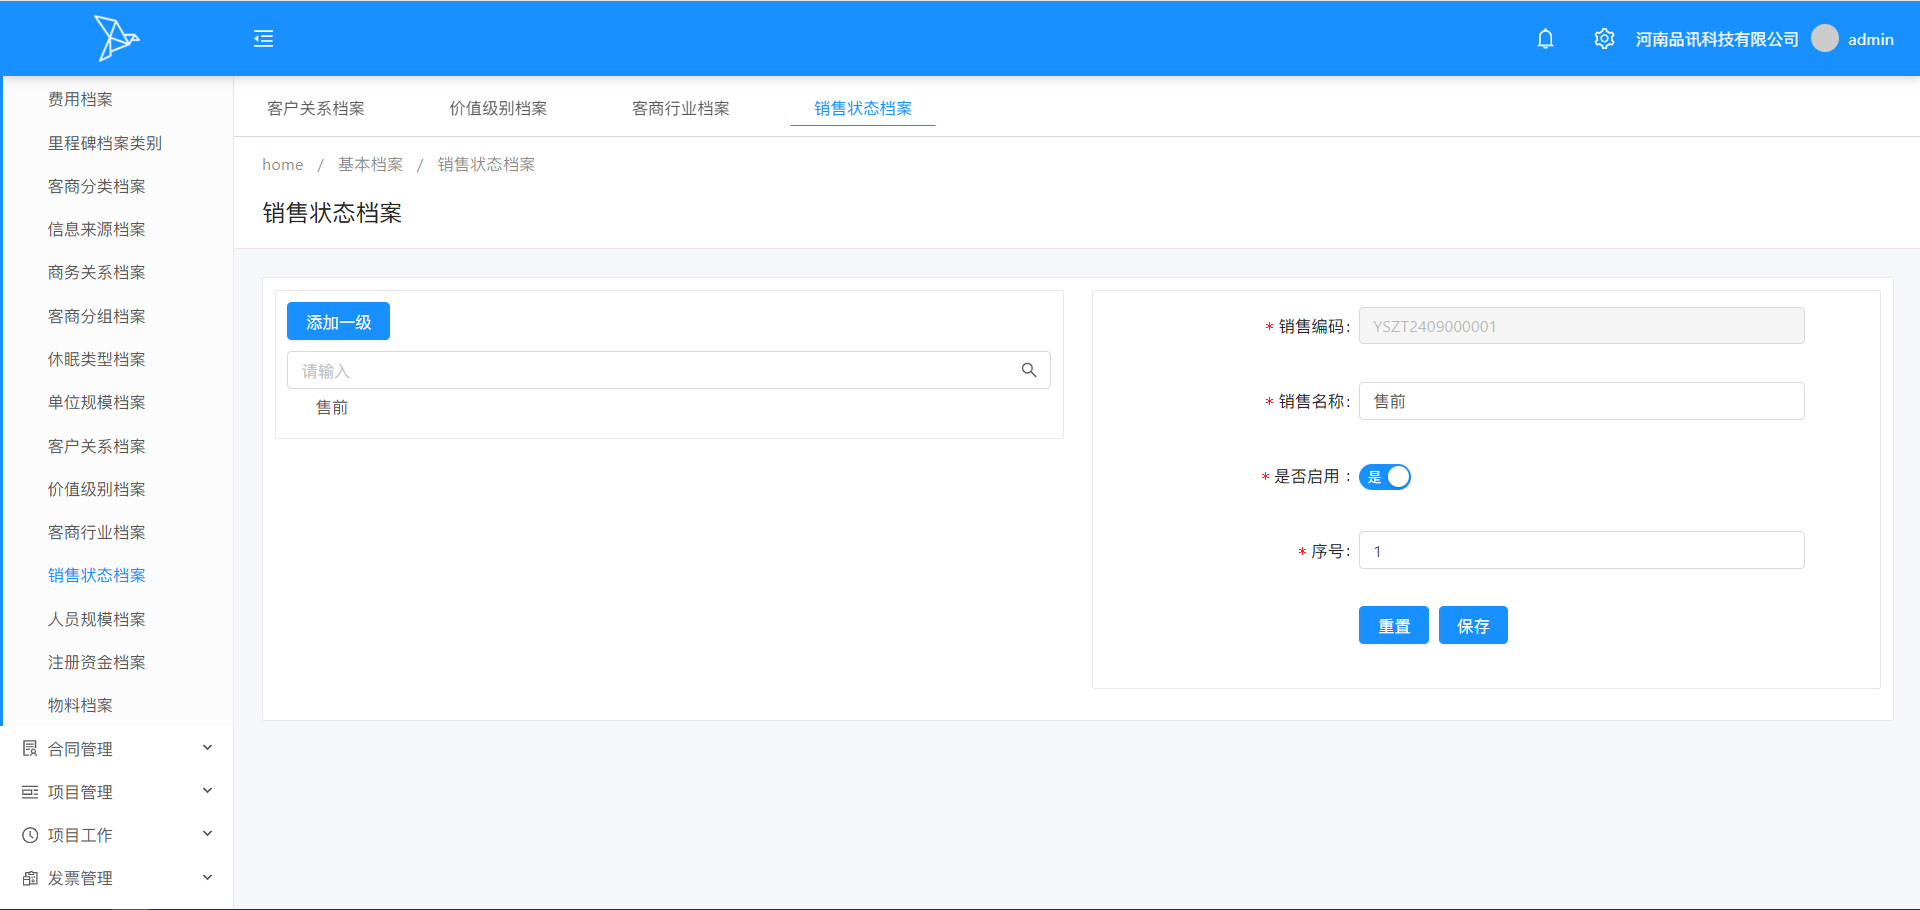 河南品讯科技有限公司
admin
费用档案
里程碑档案类别
客商分类档案
信息来源档案
商务关系档案
客商分组档案
休眠类型档案
单位规模档案
客户关系档案
价值级别档案
客商行业档案
销售状态档案
人员规模档案
注册资金档案
物料档案
合同管理
项目管理
项目工作
发票管理
客户关系档案
价值级别档案
客商行业档案
销售状态档案
home / 基本档案 / 销售状态档案
销售状态档案
添加一级
请输入
售前
* 销售编码: YSZT2409000001
* 销售名称: 售前
* 是否启用 : 是
* 序号: 1
重置
保存